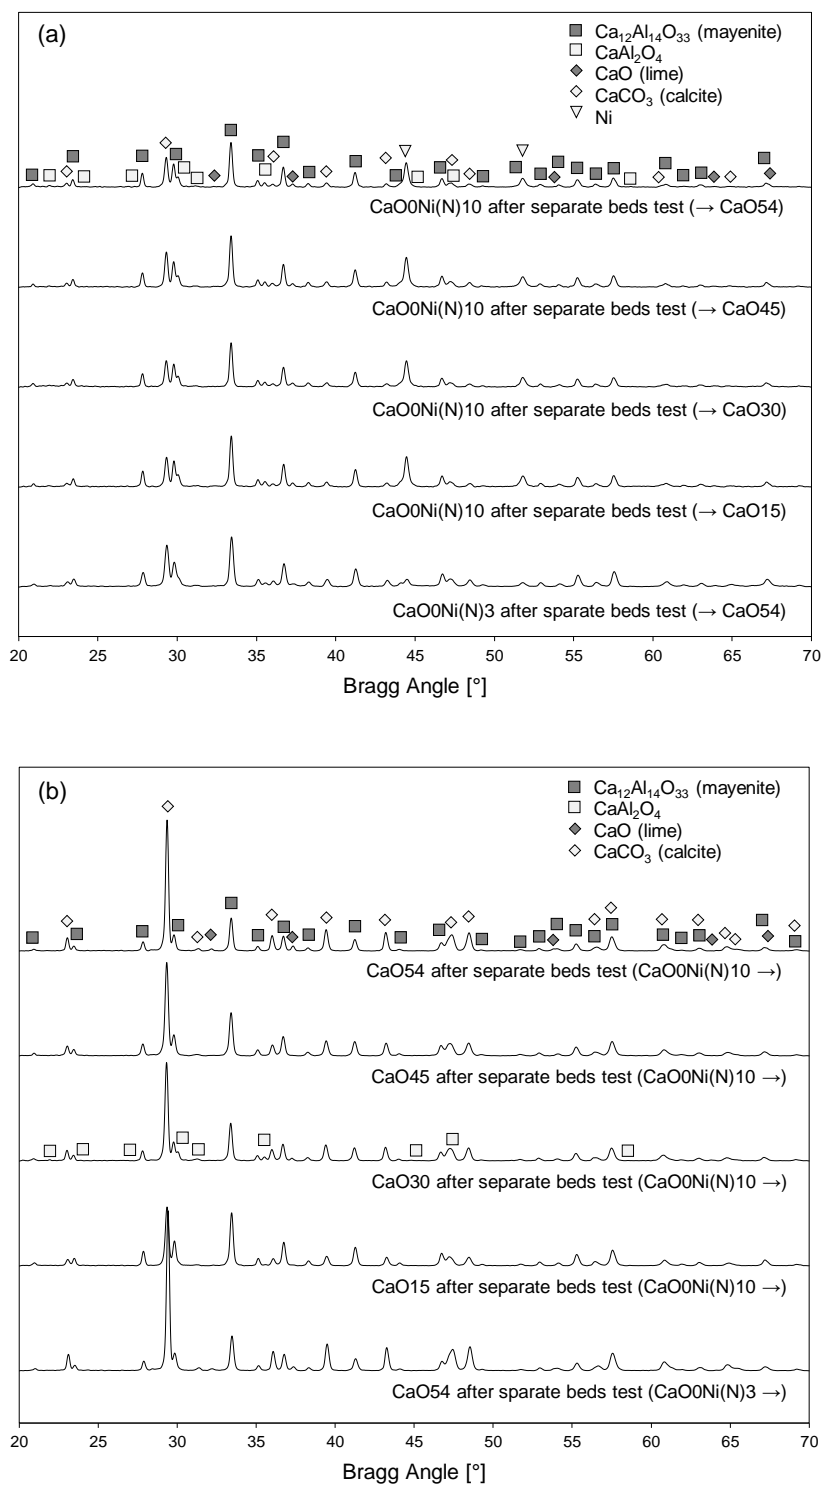 (a)
Ca₁₂Al₁₄O₃₃ (mayenite)
CaAl₂O₄
CaO (lime)
CaCO₃ (calcite)
Ni
CaO0Ni(N)10 after separate beds test (→ CaO54)
CaO0Ni(N)10 after separate beds test (→ CaO45)
CaO0Ni(N)10 after separate beds test (→ CaO30)
CaO0Ni(N)10 after separate beds test (→ CaO15)
CaO0Ni(N)3 after sparate beds test (→ CaO54)
20 25 30 35 40 45 50 55 60 65 70
Bragg Angle [°]
(b)
Ca₁₂Al₁₄O₃₃ (mayenite)
CaAl₂O₄
CaO (lime)
CaCO₃ (calcite)
CaO54 after separate beds test (CaO0Ni(N)10 →)
CaO45 after separate beds test (CaO0Ni(N)10 →)
CaO30 after separate beds test (CaO0Ni(N)10 →)
CaO15 after separate beds test (CaO0Ni(N)10 →)
CaO54 after sparate beds test (CaO0Ni(N)3 →)
20 25 30 35 40 45 50 55 60 65 70
Bragg Angle [°]